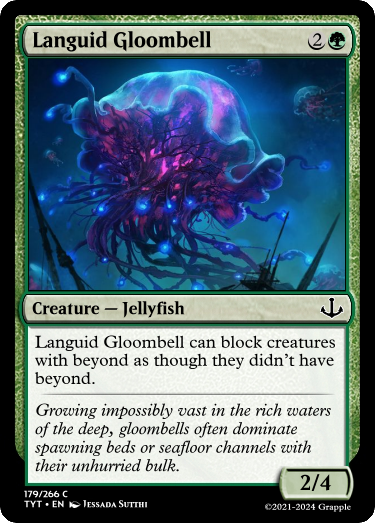 Languid Gloombell 2
Creature — Jellyfish
Languid Gloombell can block creatures
with beyond as though they didn't have
beyond.
Growing impossibly vast in the rich waters
of the deep, gloombells often dominate
spawning beds or seafloor channels with
their unhurried bulk.
2/4
179/266 C
TYT • EN Jessada Sutthi
©2021-2024 Grapple